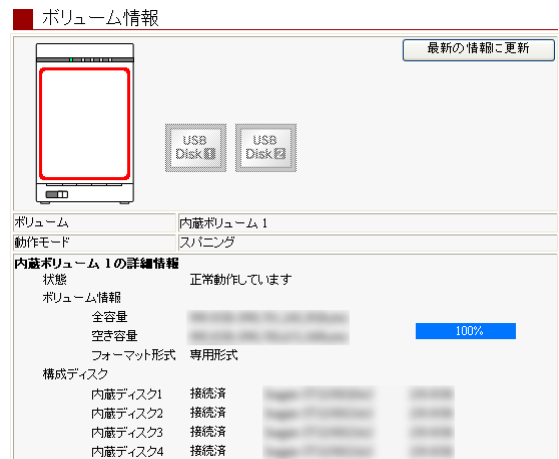 ボリューム情報
最新の情報に更新
USB Disk1
USB Disk2
ボリューム 内蔵ボリューム 1
動作モード スパニング
内蔵ボリューム 1の詳細情報
状態 正常動作しています
ボリューム情報
全容量
空き容量 100%
フォーマット形式 専用形式
構成ディスク
内蔵ディスク1 接続済
内蔵ディスク2 接続済
内蔵ディスク3 接続済
内蔵ディスク4 接続済